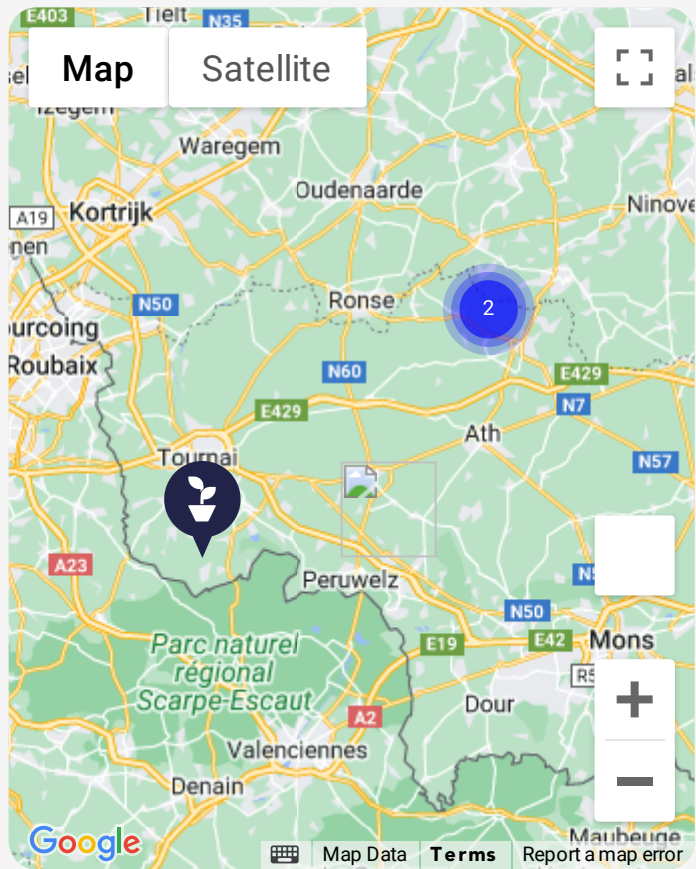 E403
Tielt
N35
Map
Satellite
Izegem
Waregem
Oudenaarde
A19
Kortrijk
Ninove
nen
N50
Ronse
2
ourcoing
Roubaix
N60
E429
E429
N7
Ath
Tournai
N57
A23
Peruwelz
N50
Parc naturel
régional
Scarpe-Escaut
E19
E42
Mons
Dour
A2
Valenciennes
Denain
Maubeuge
Google
Map Data
Terms
Report a map error